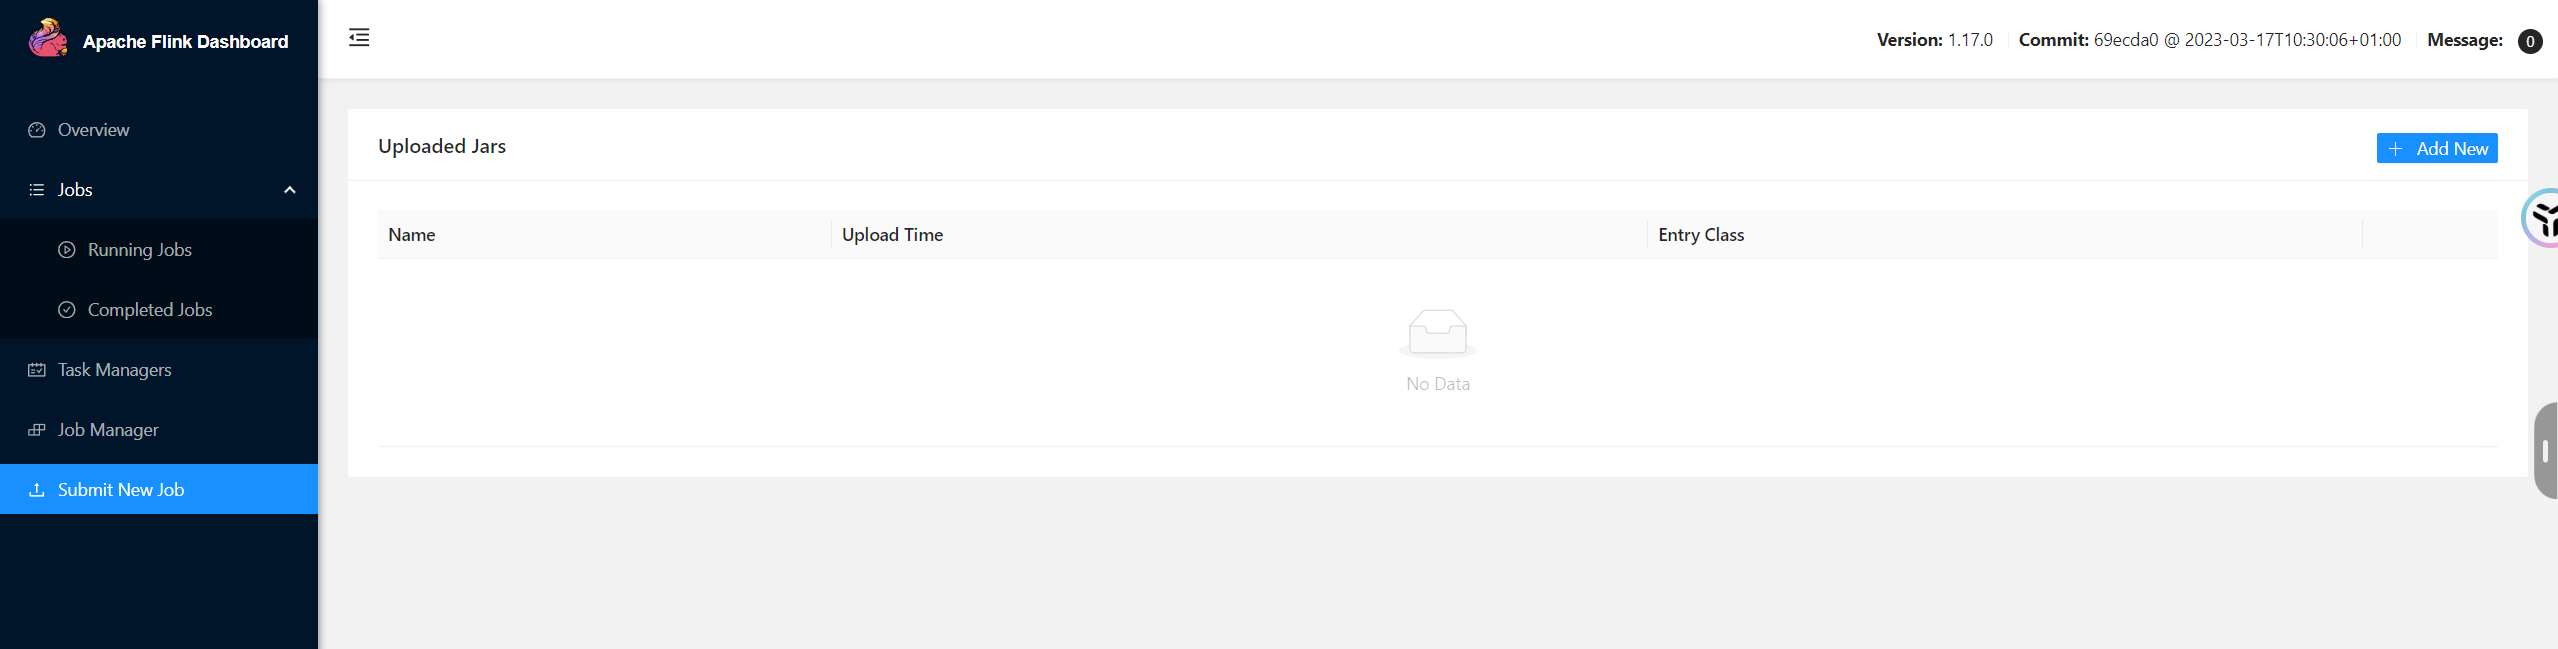 Apache Flink Dashboard
Version: 1.17.0 Commit: 69ecda0 @ 2023-03-17T10:30:06+01:00 Message: 0
Overview
Jobs
Running Jobs
Completed Jobs
Task Managers
Job Manager
Submit New Job
Uploaded Jars
+ Add New
Name Upload Time Entry Class
No Data